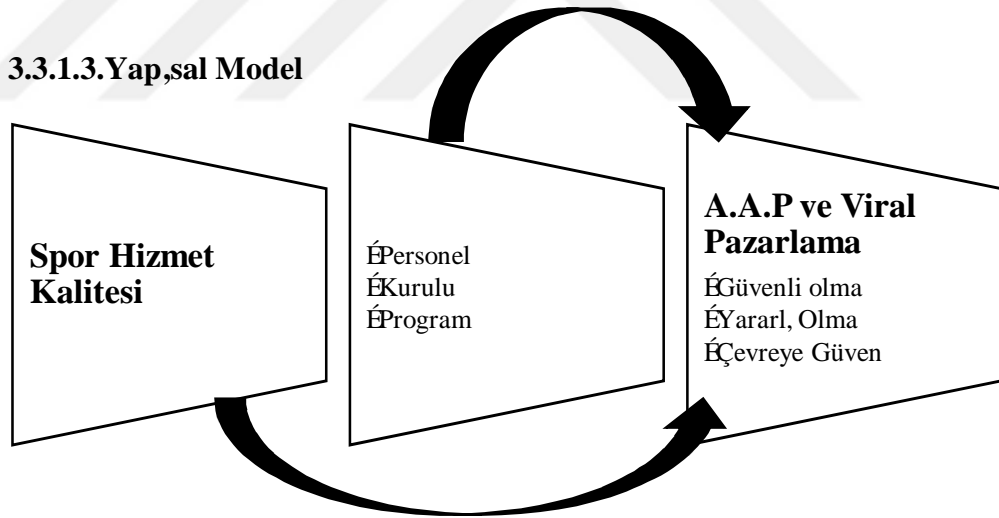 3.3.1.3.Yap,sal Model
Spor Hizmet
Kalitesi
ÉPersonel
ÉKurulu
ÉProgram
A.A.P ve Viral
Pazarlama
ÉGüvenli olma
ÉYararl, Olma
ÉÇevreye Güven